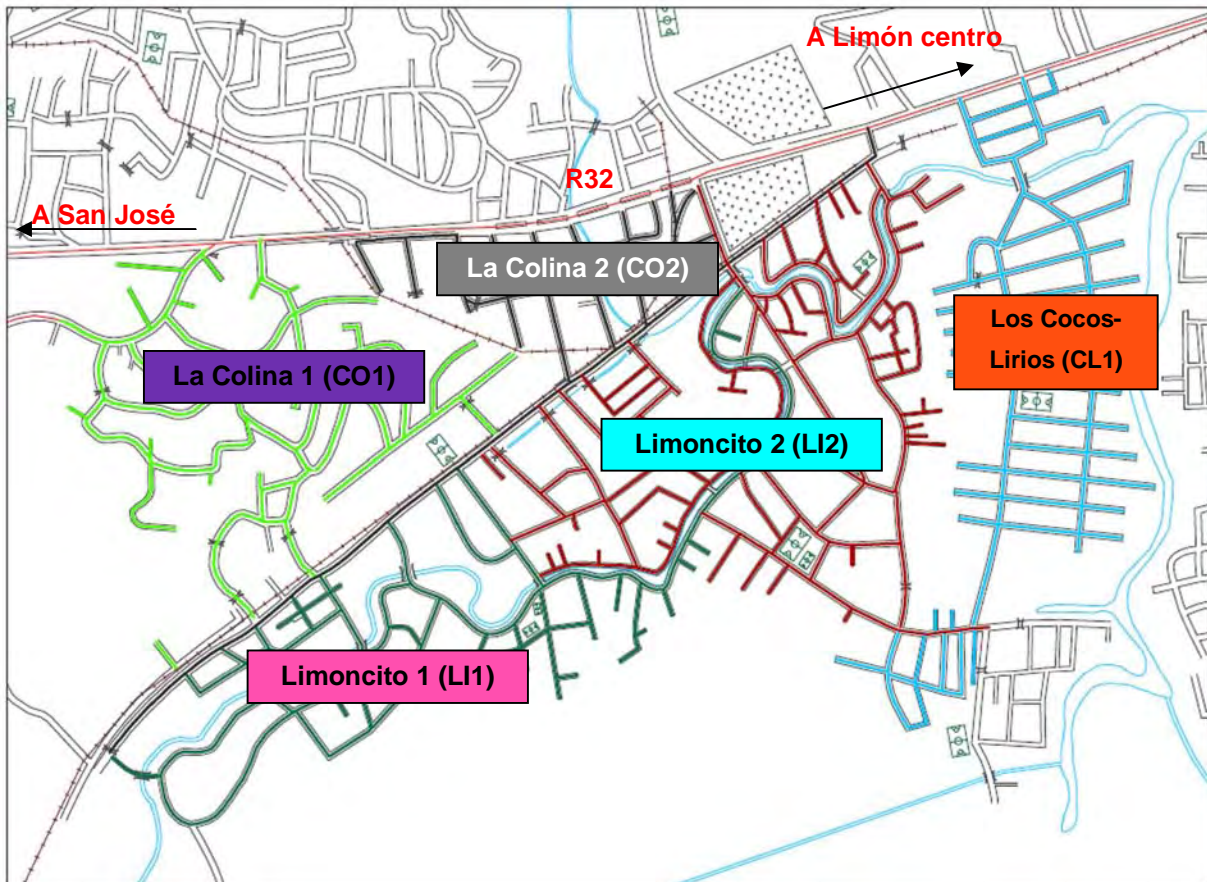 A Limón centro
R32
A San José
La Colina 2 (CO2)
Los Cocos-
Lirios (CL1)
La Colina 1 (CO1)
Limoncito 2 (LI2)
Limoncito 1 (LI1)